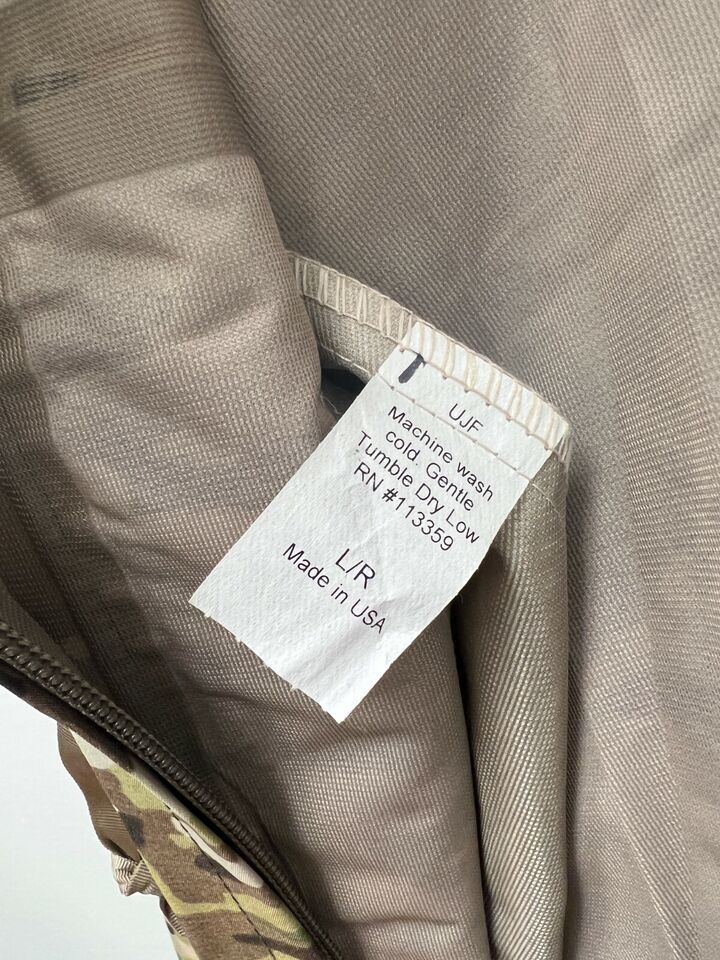 UJF
Machine wash
cold. Gentle
Tumble Dry Low
RN #113359
L/R
Made in USA